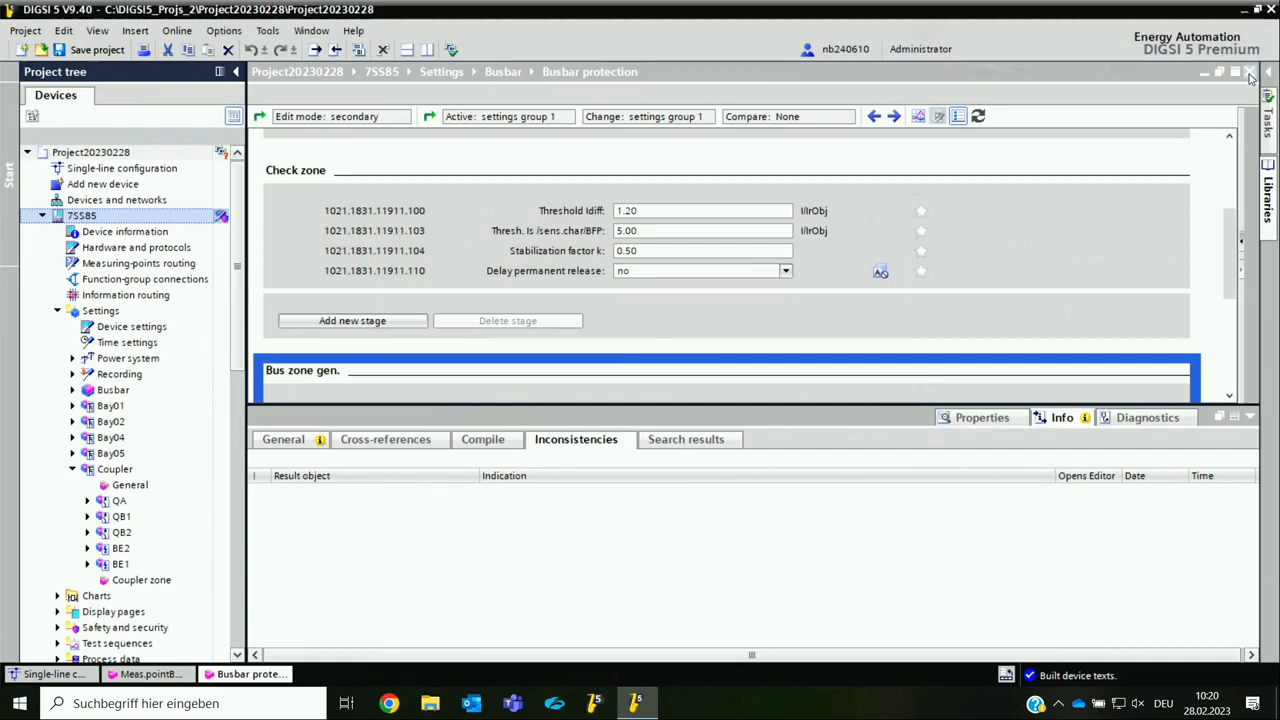 DIGSI 5 V9.40 - C:\DIGSI5_Projs_2\Project20230228\Project20230228
Project Edit View Insert Online Options Tools Window Help
Energy Automation
DIGSI 5 Premium
Save project
nb240610 Administrator
Project tree
Project20230228 7SS85 Settings Busbar Busbar protection
Devices
Edit mode: secondary
Active: settings group 1
Change: settings group 1
Compare: None
Start
Tasks
Libraries
Project20230228
Single-line configuration
Add new device
Devices and networks
7SS85
Device information
Hardware and protocols
Measuring-points routing
Function-group connections
Information routing
Settings
Device settings
Time settings
Power system
Recording
Busbar
Bay01
Bay02
Bay04
Bay05
Coupler
General
QA
QB1
QB2
BE2
BE1
Coupler zone
Charts
Display pages
Safety and security
Test sequences
Process data
Check zone
1021.1831.11911.100 Threshold Idiff: 1.20 I/IrObj
1021.1831.11911.103 Thresh. Is /sens.char/BFP: 5.00 I/IrObj
1021.1831.11911.104 Stabilization factor k: 0.50
1021.1831.11911.110 Delay permanent release: no
Add new stage Delete stage
Bus zone gen.
Properties Info Diagnostics
General Cross-references Compile Inconsistencies Search results
! Result object Indication Opens Editor Date Time
Single-line c... Meas.pointB... Busbar prote...
Built device texts.
Suchbegriff hier eingeben
DEU
10:20
28.02.2023